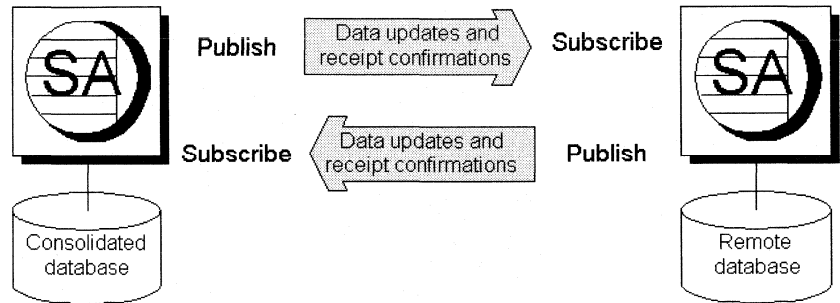 SA
Publish
Data updates and
receipt confirmations
Subscribe
SA
Subscribe
Data updates and
receipt confirmations
Publish
Consolidated
database
Remote
database